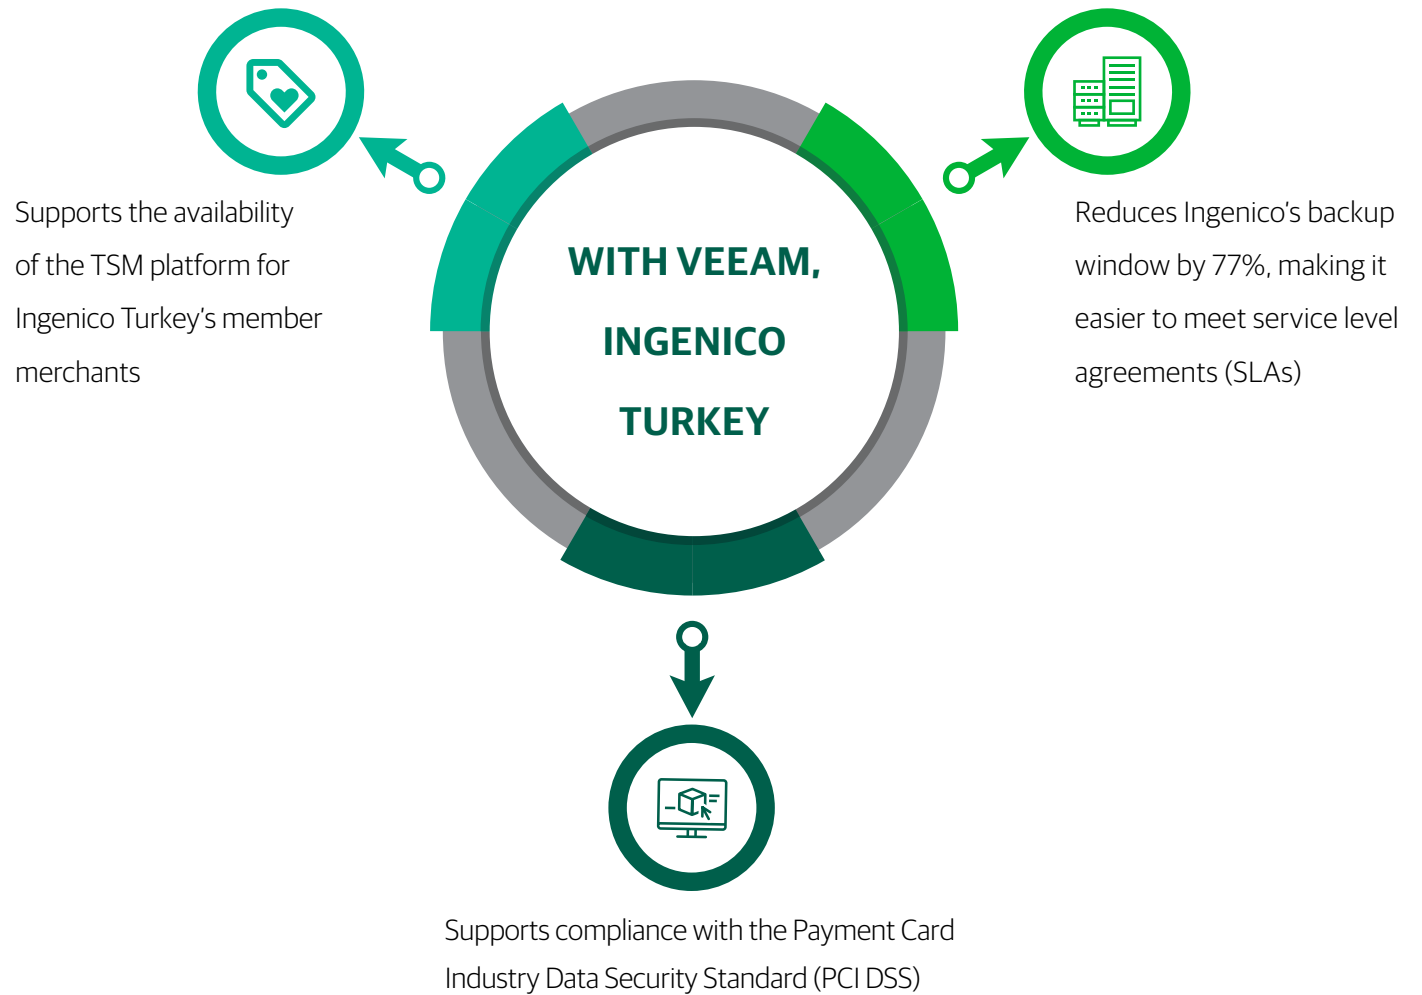 Supports the availability
of the TSM platform for
Ingenico Turkey’s member
merchants
WITH VEEAM,
INGENICO
TURKEY
Reduces Ingenico’s backup
window by 77%, making it
easier to meet service level
agreements (SLAs)
Supports compliance with the Payment Card
Industry Data Security Standard (PCI DSS)